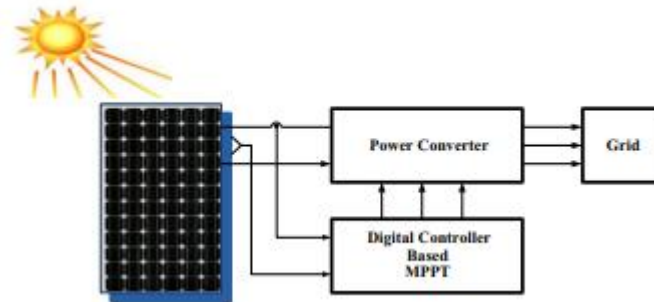 Power Converter
Grid
Digital Controller
Based
MPPT